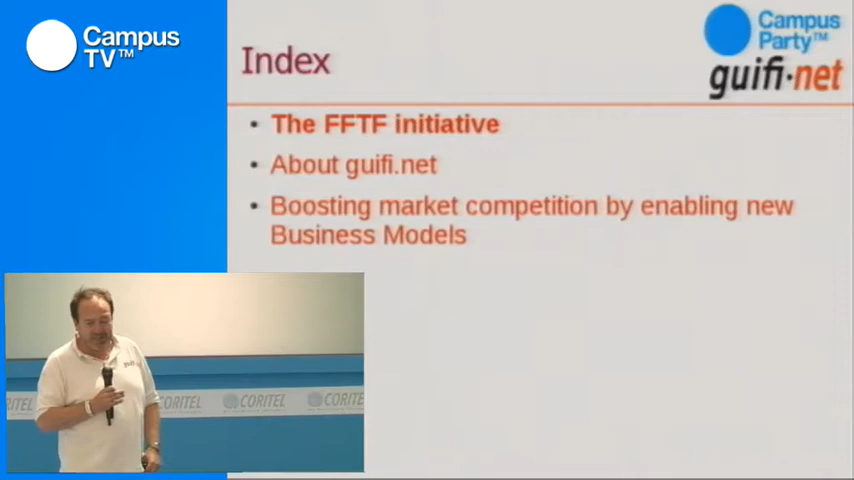 Campus
TV™
Index
Campus
Party™
guifi·net
The FFTF initiative
About guifi.net
Boosting market competition by enabling new
Business Models
CORITEL
CORITEL